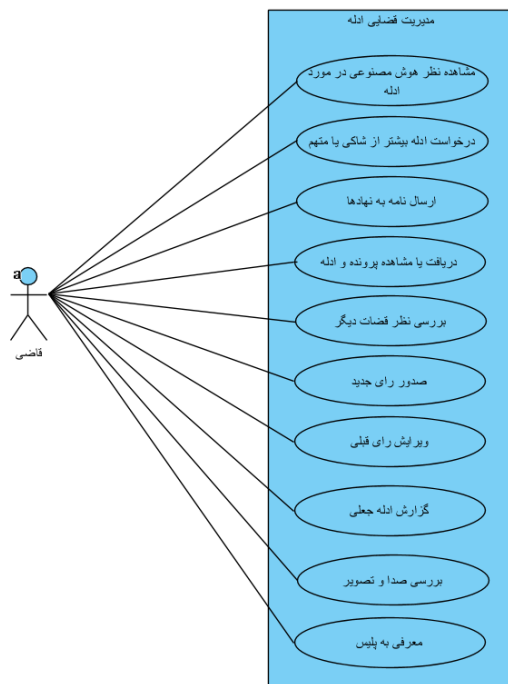 مدیریت قضایی ادله
مشاهده نظر هوش مصنوعی در مورد
ادله
درخواست ادله بیشتر از شاکی یا متهم
ارسال نامه به نهادها
دریافت یا مشاهده پرونده و ادله
بررسی نظر قضات دیگر
صدور رای جدید
ویرایش رای قبلی
گزارش ادله جعلی
بررسی صدا و تصویر
معرفی به پلیس
a
قاضی